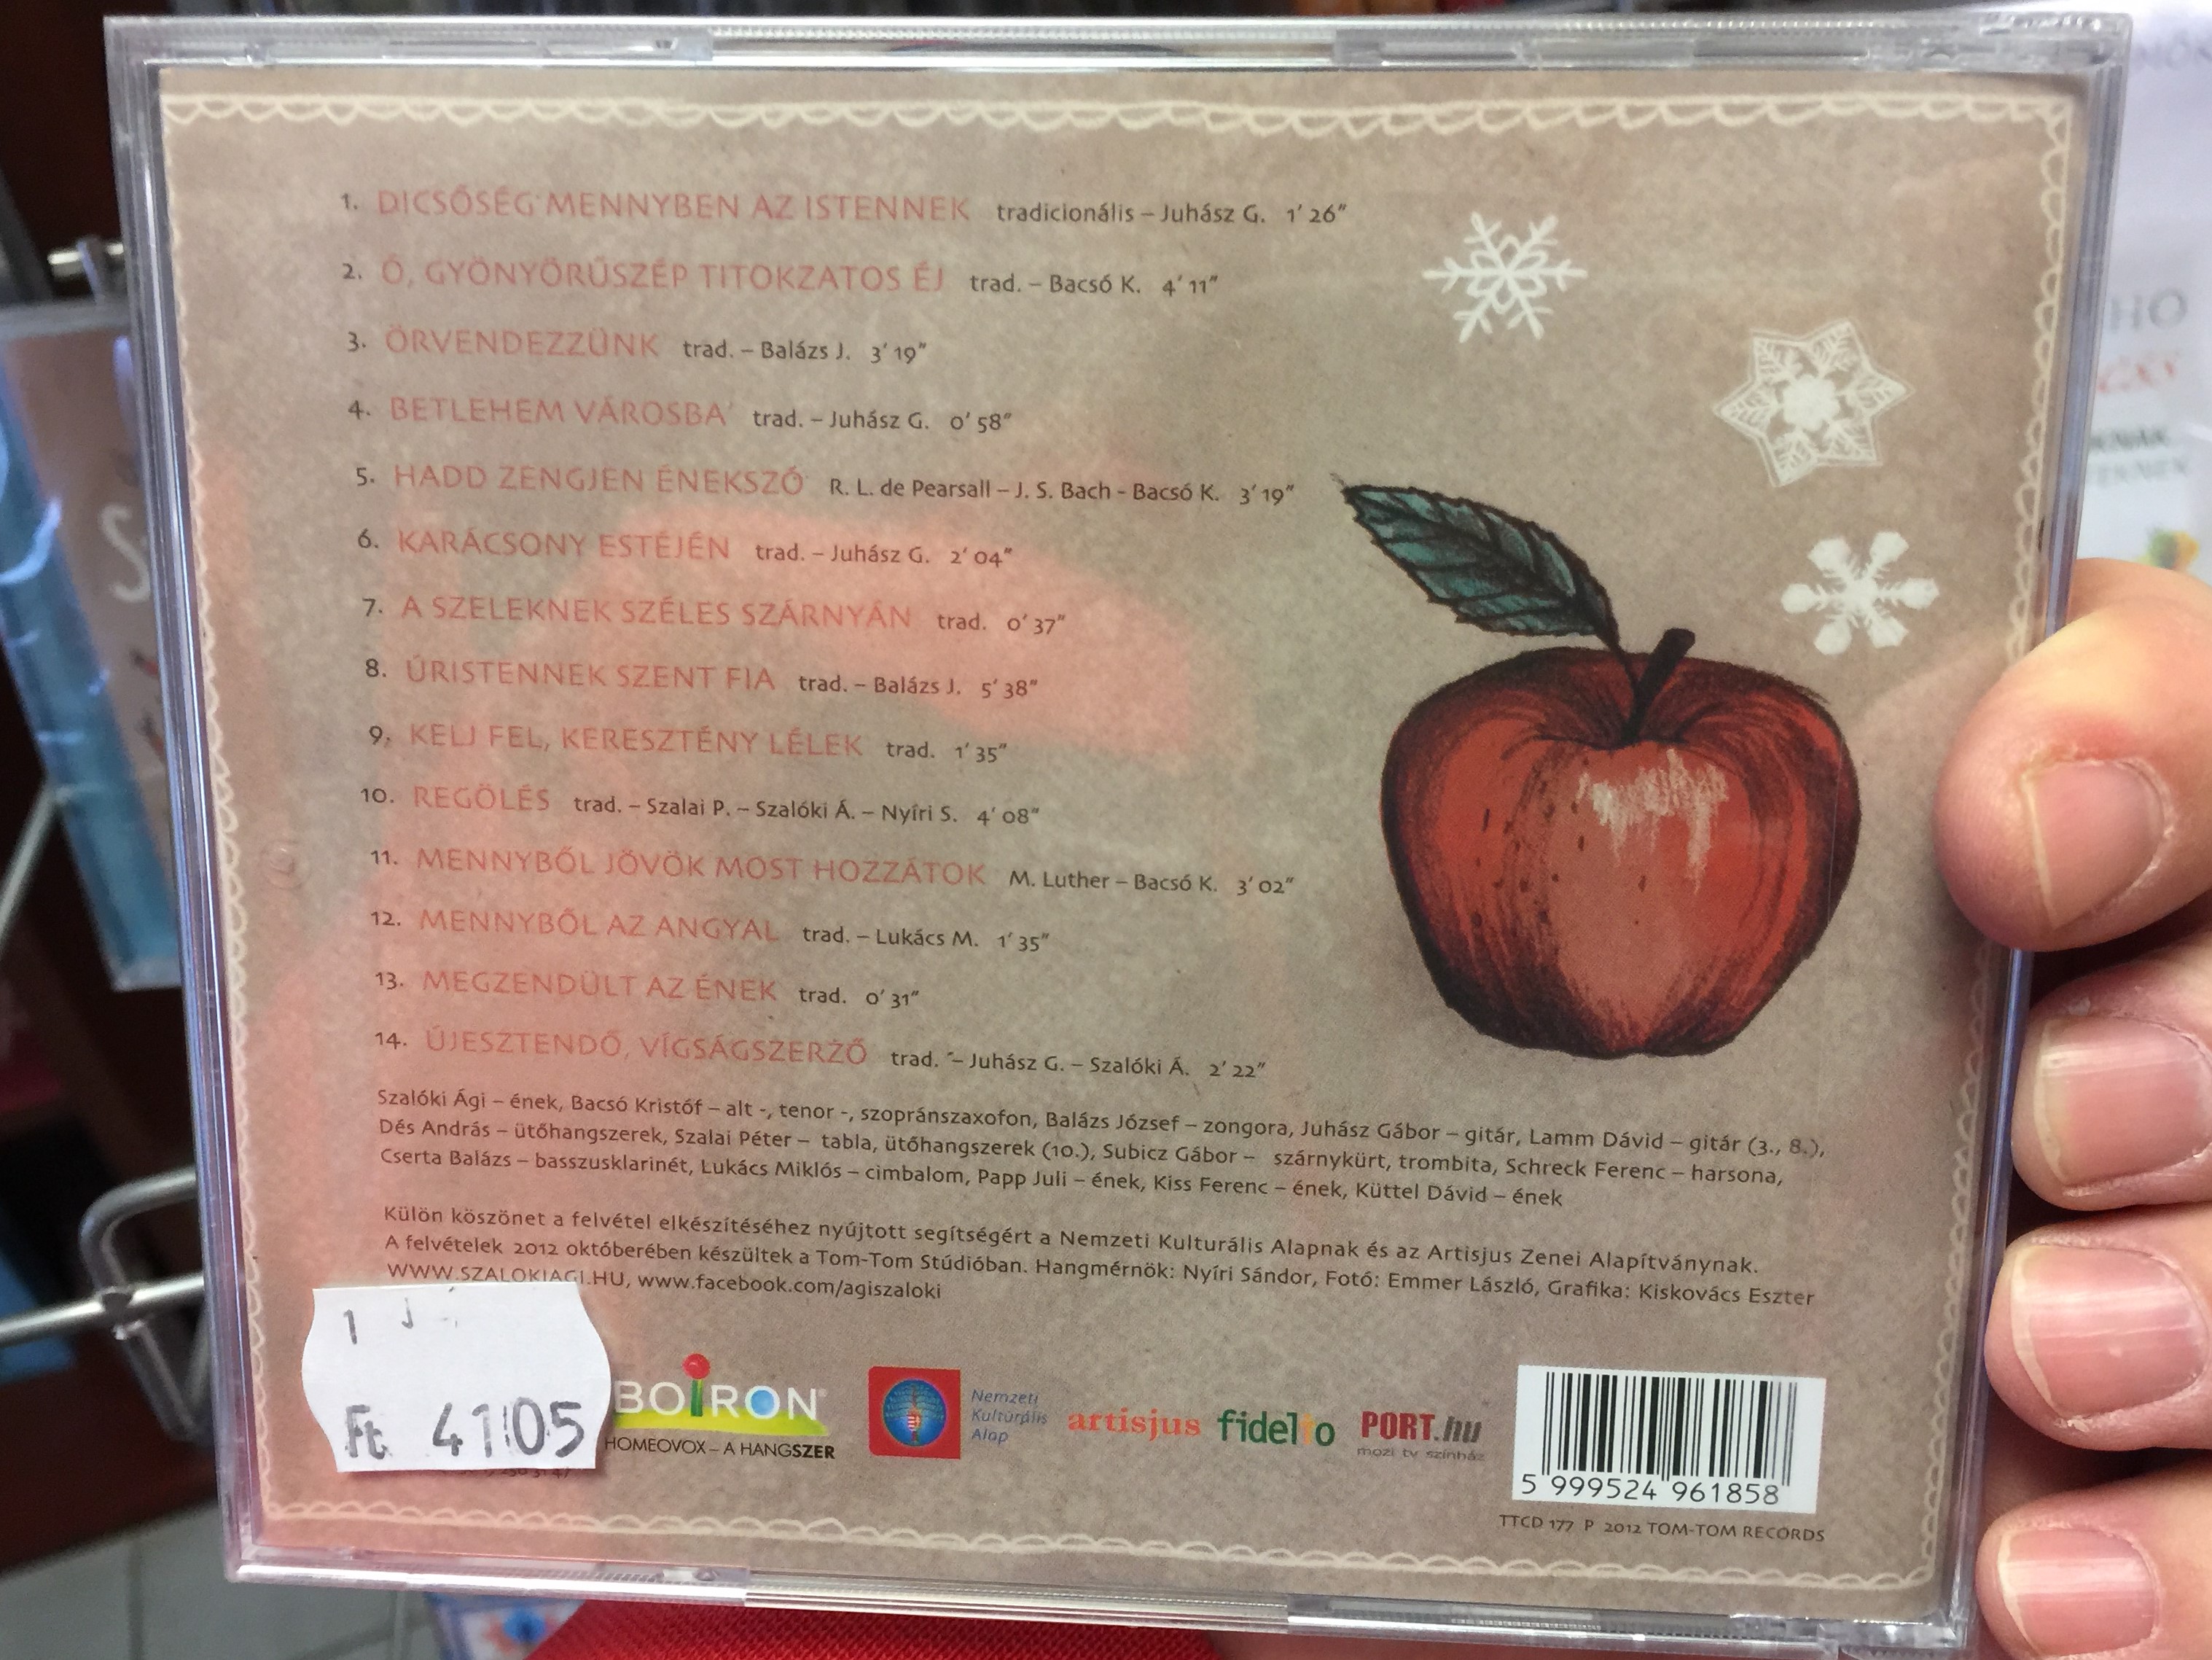 1. DICSŐSÉG MENNYBEN AZ ISTENNEK tradicionális – Juhász G. 1' 26"
2. Ó, GYÖNYÖRŰSZÉP TITOKZATOS ÉJ trad. – Bacsó K. 4' 11"
3. ÖRVENDEZZÜNK trad. – Balázs J. 3' 19"
4. BETLEHEM VÁROSBA' trad. – Juhász G. 0' 58"
5. HADD ZENGJEN ÉNEKSZÓ R. L. de Pearsall – J. S. Bach - Bacsó K. 3' 19"
6. KARÁCSONY ESTÉJÉN trad. – Juhász G. 2' 04"
7. A SZELEKNEK SZÉLES SZÁRNYÁN trad. 0' 37"
8. ÚRISTENNEK SZENT FIA trad. – Balázs J. 5' 38"
9. KELJ FEL, KERESZTÉNY LÉLEK trad. 1' 35"
10. REGÖLÉS trad. – Szalai P. – Szalóki Á. – Nyíri S. 4' 08"
11. MENNYBŐL JÖVÖK MOST HOZZÁTOK M. Luther – Bacsó K. 3' 02"
12. MENNYBŐL AZ ANGYAL trad. – Lukács M. 1' 35"
13. MEGZENDÜLT AZ ÉNEK trad. 0' 31"
14. ÚJESZTENDŐ, VÍGSÁGSZERZŐ trad. – Juhász G. – Szalóki Á. 2' 22"
Szalóki Ági – ének, Bacsó Kristóf – alt -, tenor -, szopránszaxofon, Balázs József – zongora, Juhász Gábor – gitár, Lamm Dávid – gitár (3., 8.),
Dés András – ütőhangszerek, Szalai Péter – tabla, ütőhangszerek (10.), Subicz Gábor – szárnykürt, trombita, Schreck Ferenc – harsona,
Cserta Balázs – basszusklarinét, Lukács Miklós – cimbalom, Papp Juli – ének, Kiss Ferenc – ének, Küttel Dávid – ének
Külön köszönet a felvétel elkészítéséhez nyújtott segítségért a Nemzeti Kulturális Alapnak és az Artisjus Zenei Alapítványnak.
A felvételek 2012 októberében készültek a Tom-Tom Stúdióban. Hangmérnök: Nyíri Sándor, Fotó: Emmer László, Grafika: Kiskovács Eszter
WWW.SZALOKIAGI.HU, www.facebook.com/agiszaloki
Ft 4105
BOIRON
HOMEOVOX – A HANGSZER
Nemzeti
Kulturális
Alap
artisjus
fidelio
PORT.hu
mozi tv színház
5 999524 961858
TTCD 177 P 2012 TOM-TOM RECORDS